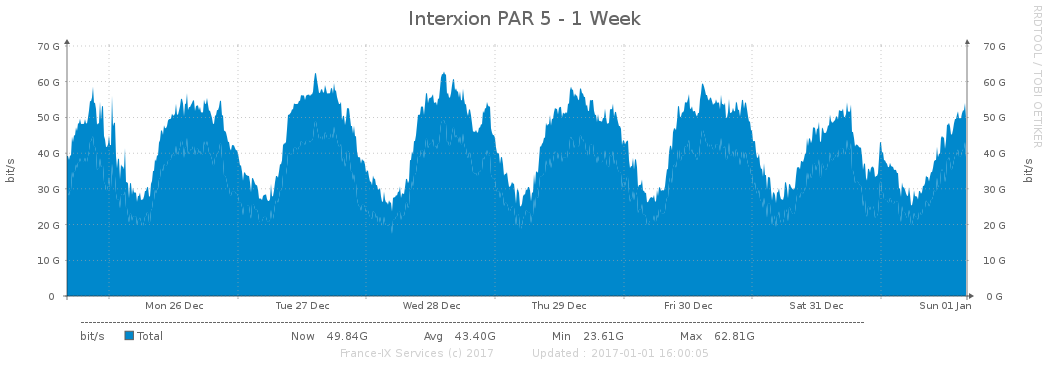 Interxion PAR 5 - 1 Week
RRDTOOL / TOBI OETIKER
bit/s
70 G 70 G
60 G 60 G
50 G 50 G
40 G 40 G
30 G 30 G
20 G 20 G
10 G 10 G
0 0 G
bit/s
Mon 26 Dec Tue 27 Dec Wed 28 Dec Thu 29 Dec Fri 30 Dec Sat 31 Dec Sun 01 Jan
bit/s Total Now 49.84G Avg 43.40G Min 23.61G Max 62.81G
France-IX Services (c) 2017 Updated : 2017-01-01 16:00:05